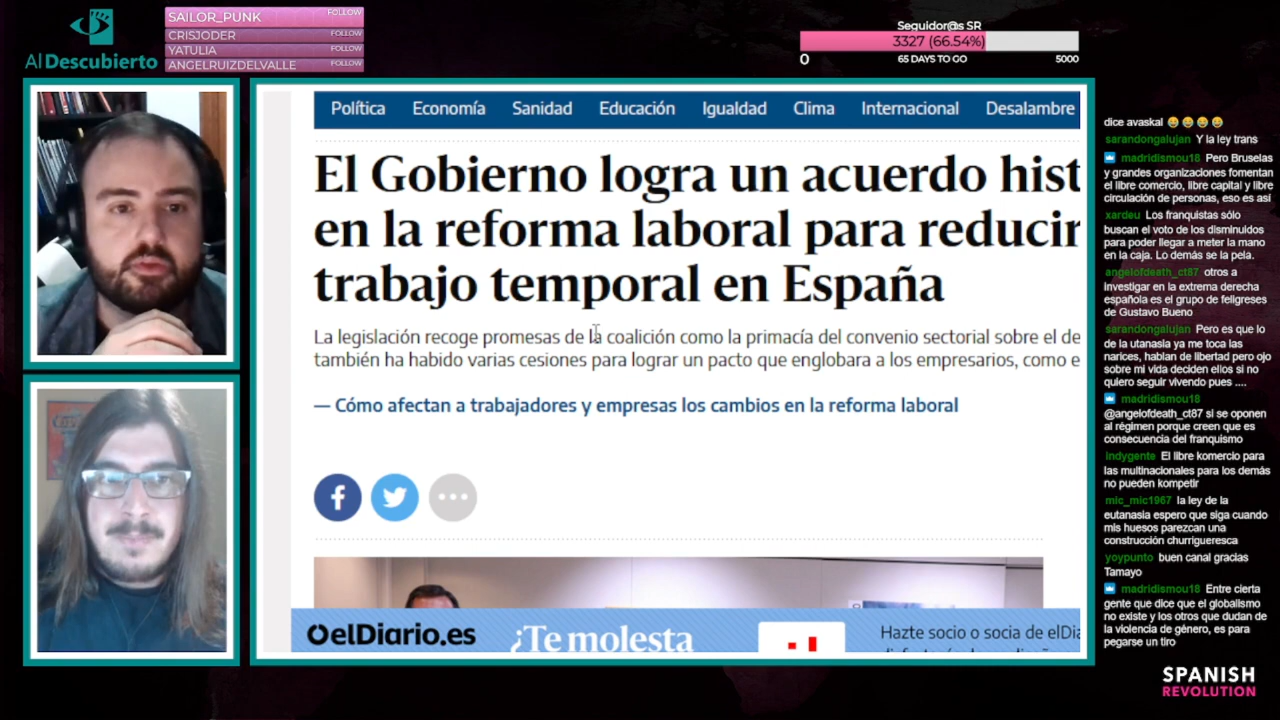 SAILOR_PUNK FOLLOW
CRISJODER FOLLOW
YATULIA FOLLOW
ANGELRUIZDELVALLE FOLLOW
Al Descubierto
Seguidor@s SR
3327 (66.54%)
0 65 DAYS TO GO 5000
Política Economía Sanidad Educación Igualdad Clima Internacional Desalambre
El Gobierno logra un acuerdo hist
en la reforma laboral para reducir
trabajo temporal en España
La legislación recoge promesas de la coalición como la primacía del convenio sectorial sobre el de
también ha habido varias cesiones para lograr un pacto que englobara a los empresarios, como e
— Cómo afectan a trabajadores y empresas los cambios en la reforma laboral
elDiario.es
¿Te molesta
Hazte socio o socia de elDia
dice avaskal
sarandongalujan Y la ley trans
madridismou18 Pero Bruselas
y grandes organizaciones fomentan
el libre comercio, libre capital y libre
circulación de personas, eso es así
xardeu Los franquistas sólo
buscan el voto de los disminuidos
para poder llegar a meter la mano
en la caja. Lo demás se la pela.
angelofdeath_ct87 otros a
investigar en la extrema derecha
española es el grupo de feligreses
de Gustavo Bueno
sarandongalujan Pero es que lo
de la utanasia ya me toca las
narices, hablan de libertad pero ojo
sobre mi vida deciden ellos si no
quiero seguir viviendo pues ....
madridismou18
@angelofdeath_ct87 si se oponen
al régimen porque creen que es
consecuencia del franquismo
Indygente El libre komercio para
las multinacionales para los demás
no pueden kompetir
mic_mic1967 la ley de la
eutanasia espero que siga cuando
mis huesos parezcan una
construcción churrigueresca
yoypunto buen canal gracias
Tamayo
madridismou18 Entre cierta
gente que dice que el globalismo
no existe y los otros que dudan de
la violencia de género, es para
pegarse un tiro
SPANISH
REVOLUTION